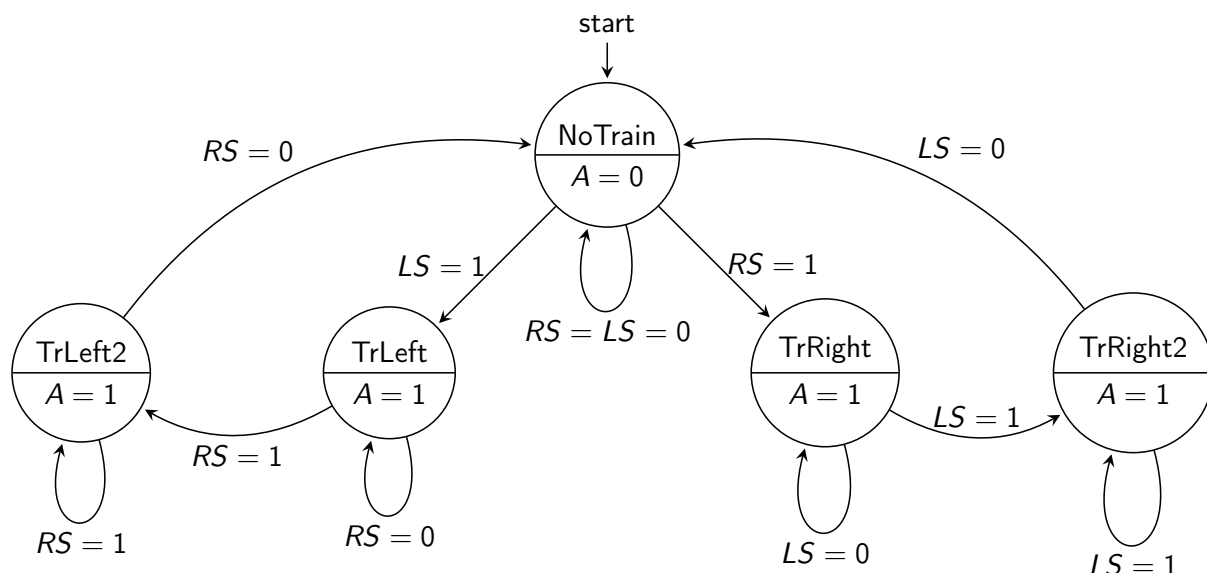 start
NoTrain
A = 0
RS = 0
LS = 0
LS = 1
RS = 1
RS = LS = 0
TrLeft2
A = 1
TrLeft
A = 1
TrRight
A = 1
TrRight2
A = 1
RS = 1
LS = 1
RS = 1
RS = 0
LS = 0
LS = 1